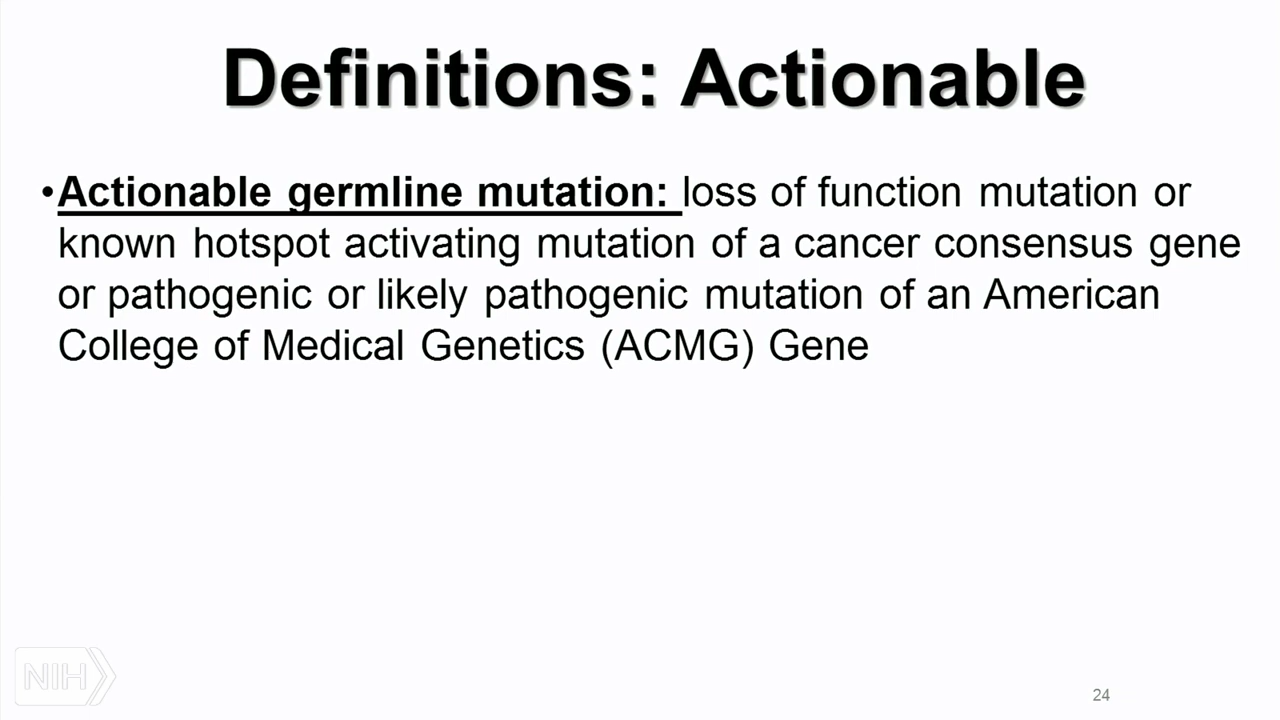 Definitions: Actionable
•Actionable germline mutation: loss of function mutation or
known hotspot activating mutation of a cancer consensus gene
or pathogenic or likely pathogenic mutation of an American
College of Medical Genetics (ACMG) Gene
NIH
24